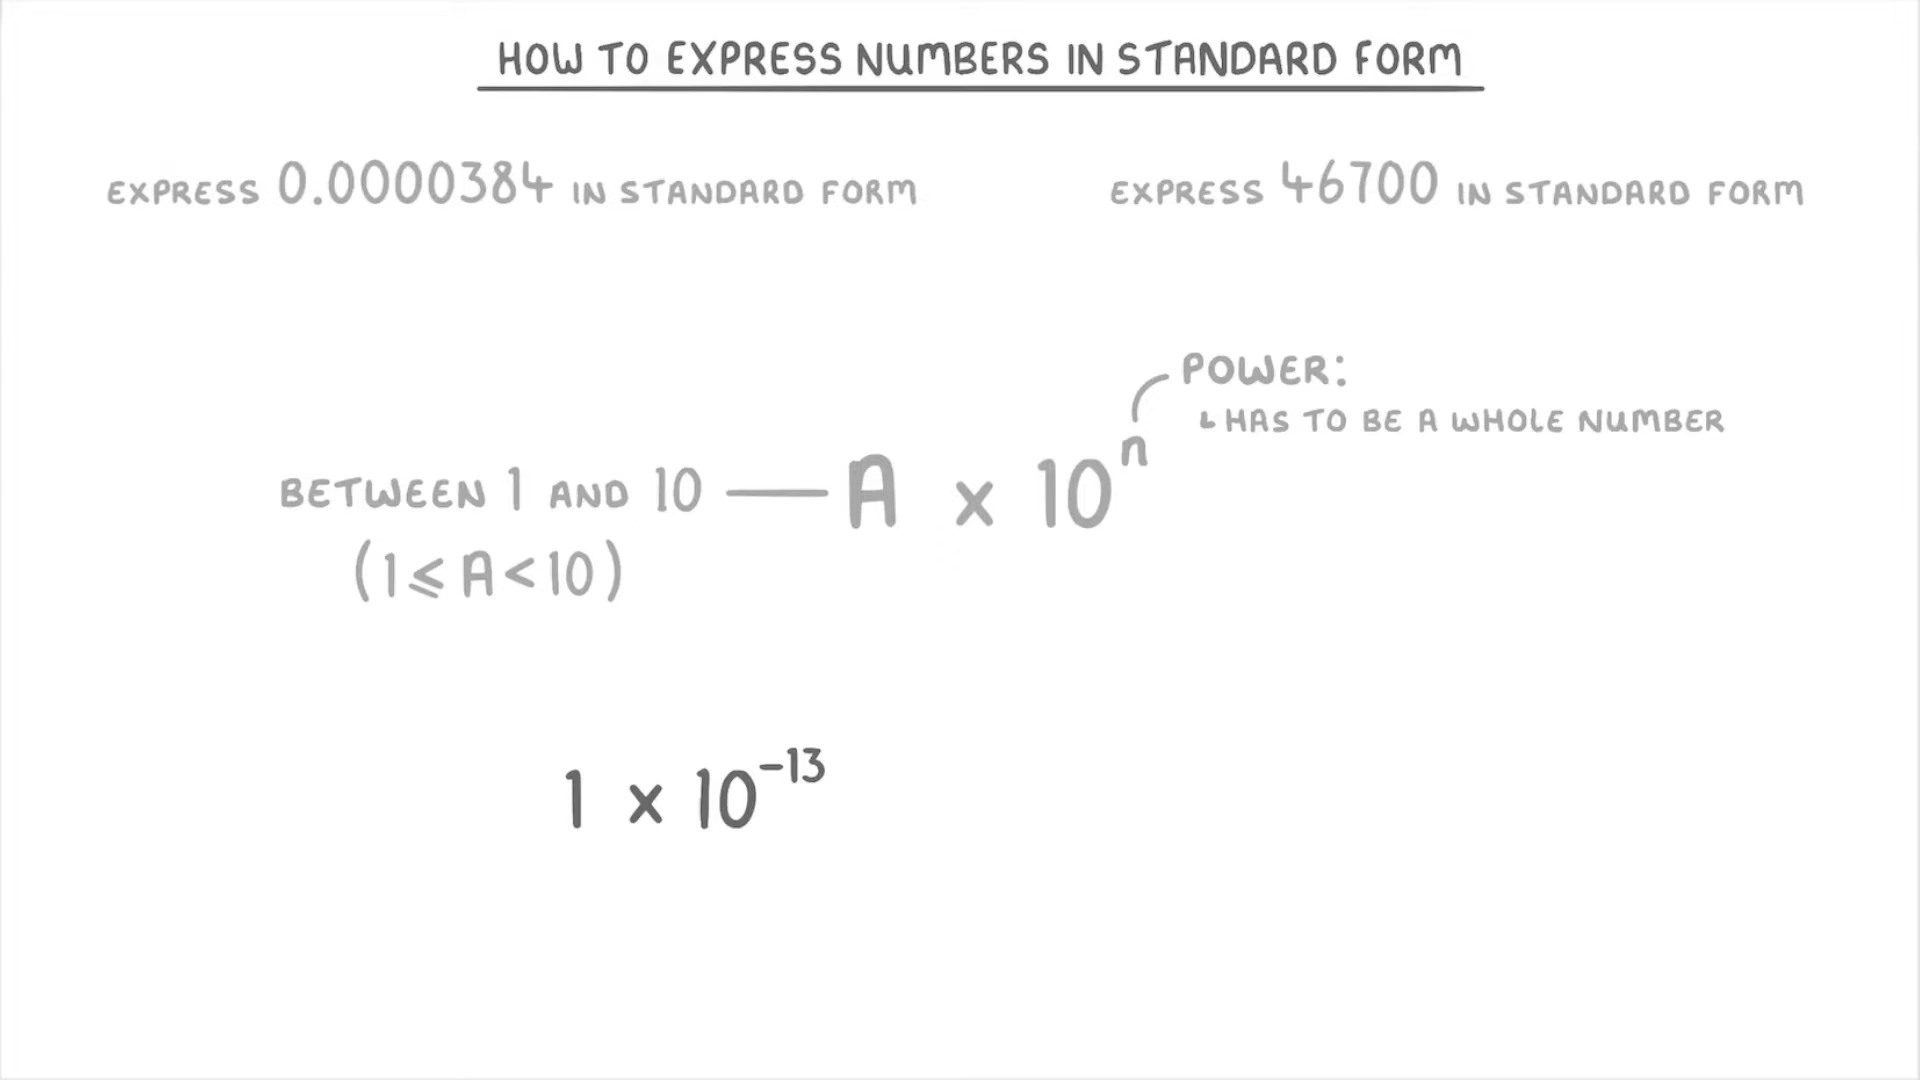 HOW TO EXPRESS NUMBERS IN STANDARD FORM
EXPRESS 0.0000384 IN STANDARD FORM
EXPRESS 46700 IN STANDARD FORM
POWER:
↳ HAS TO BE A WHOLE NUMBER
BETWEEN 1 AND 10 — A × 10ⁿ
(1 ⩽ A < 10)
1 × 10⁻¹³